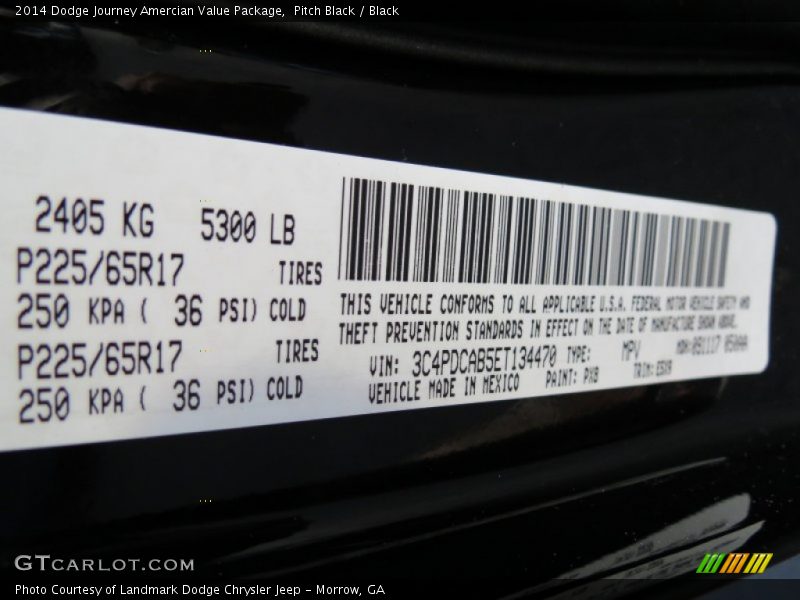 2014 Dodge Journey Amercian Value Package,  Pitch Black / Black
2405 KG 5300 LB
P225/65R17 TIRES
250 KPA ( 36 PSI) COLD
P225/65R17 TIRES
250 KPA ( 36 PSI) COLD
THIS VEHICLE CONFORMS TO ALL APPLICABLE U.S.A. FEDERAL MOTOR VEHICLE SAFETY AND
THEFT PREVENTION STANDARDS IN EFFECT ON THE DATE OF MANUFACTURE SHOWN ABOVE.
VIN: 3C4PDCAB5ET134470 TYPE: MPV MDH:
VEHICLE MADE IN MEXICO PAINT: PXB TRIM:
GTCARLOT.COM
Photo Courtesy of Landmark Dodge Chrysler Jeep - Morrow, GA